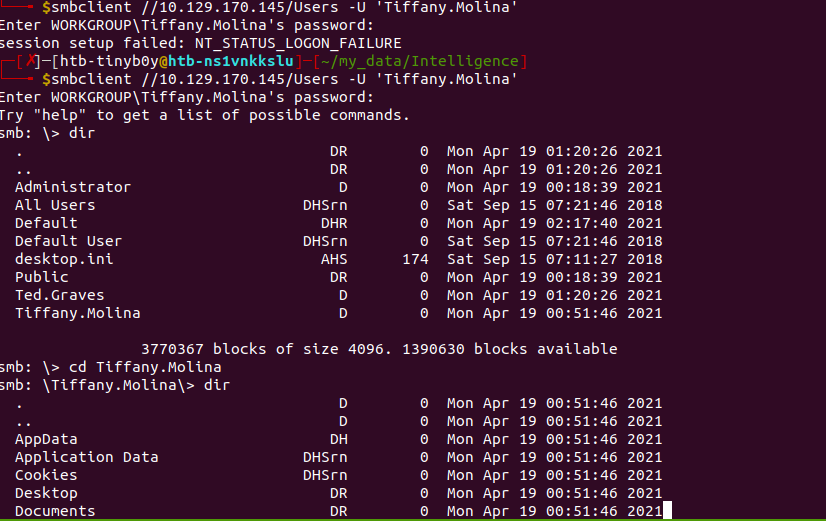 └──╼ $smbclient //10.129.170.145/Users -U 'Tiffany.Molina'
Enter WORKGROUP\Tiffany.Molina's password:
session setup failed: NT_STATUS_LOGON_FAILURE
┌─[✗]─[htb-tinyb0y@htb-ns1vnkkslu]─[~/my_data/Intelligence]
└──╼ $smbclient //10.129.170.145/Users -U 'Tiffany.Molina'
Enter WORKGROUP\Tiffany.Molina's password:
Try "help" to get a list of possible commands.
smb: \> dir
  .                                  DR        0  Mon Apr 19 01:20:26 2021
  ..                                 DR        0  Mon Apr 19 01:20:26 2021
  Administrator                       D        0  Mon Apr 19 00:18:39 2021
  All Users                       DHSrn        0  Sat Sep 15 07:21:46 2018
  Default                           DHR        0  Mon Apr 19 02:17:40 2021
  Default User                    DHSrn        0  Sat Sep 15 07:21:46 2018
  desktop.ini                       AHS      174  Sat Sep 15 07:11:27 2018
  Public                             DR        0  Mon Apr 19 00:18:39 2021
  Ted.Graves                          D        0  Mon Apr 19 01:20:26 2021
  Tiffany.Molina                      D        0  Mon Apr 19 00:51:46 2021
                3770367 blocks of size 4096. 1390630 blocks available
smb: \> cd Tiffany.Molina
smb: \Tiffany.Molina\> dir
  .                                   D        0  Mon Apr 19 00:51:46 2021
  ..                                  D        0  Mon Apr 19 00:51:46 2021
  AppData                            DH        0  Mon Apr 19 00:51:46 2021
  Application Data                DHSrn        0  Mon Apr 19 00:51:46 2021
  Cookies                         DHSrn        0  Mon Apr 19 00:51:46 2021
  Desktop                            DR        0  Mon Apr 19 00:51:46 2021
  Documents                          DR        0  Mon Apr 19 00:51:46 2021